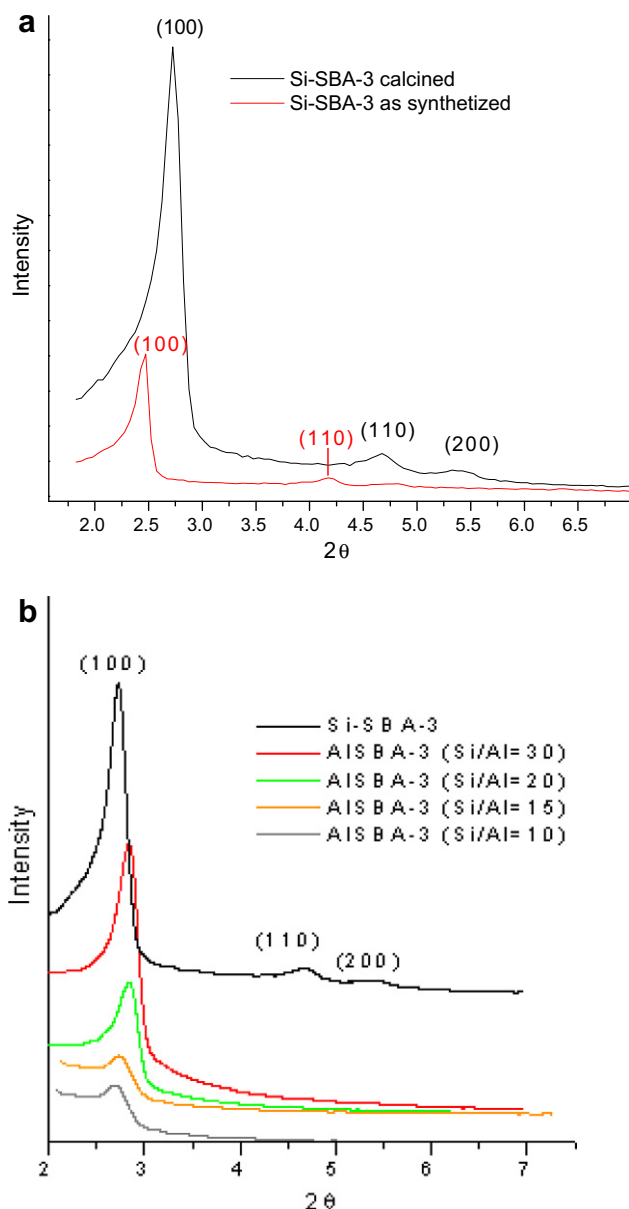 a
(100)
Si-SBA-3 calcined
Si-SBA-3 as synthetized
Intensity
(100)
(110)
(110)
(200)
2.0 2.5 3.0 3.5 4.0 4.5 5.0 5.5 6.0 6.5
2θ
b
(100)
Si-SBA-3
AlSBA-3 (Si/Al=30)
AlSBA-3 (Si/Al=20)
AlSBA-3 (Si/Al=15)
AlSBA-3 (Si/Al=10)
Intensity
(110)
(200)
2 3 4 5 6 7
2θ